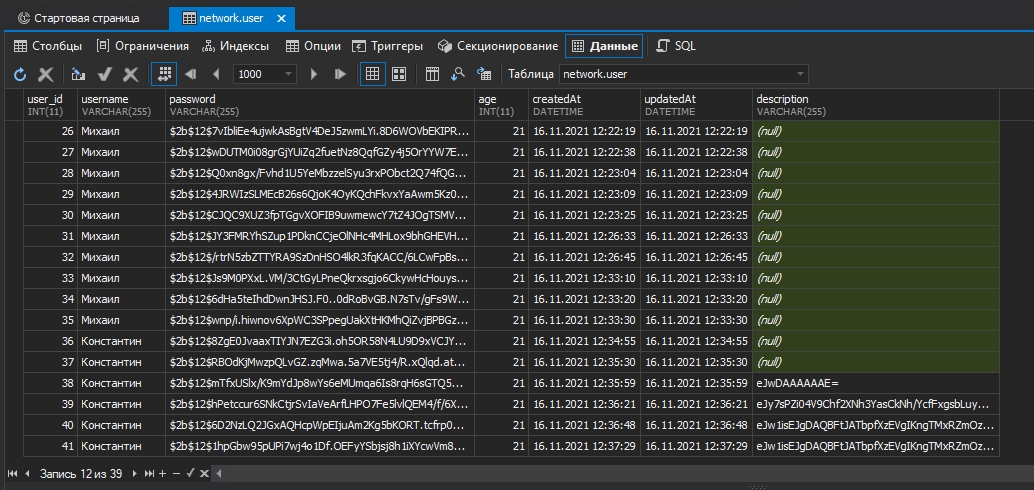 Стартовая страница network.user
Столбцы Ограничения Индексы Опции Триггеры Секционирование Данные SQL
1000 Таблица network.user
user_id username password age createdAt updatedAt description
INT(11) VARCHAR(255) VARCHAR(255) INT(11) DATETIME DATETIME VARCHAR(255)
26 Михаил $2b$12$7vIbliEe4ujwkAsBgtV4DeJ5zwmLYi.8D6WOVbEKIPR... 21 16.11.2021 12:22:19 16.11.2021 12:22:19 (null)
27 Михаил $2b$12$wDUTM0i08grGjYUiZq2fuetNz8QqfGZy4j5OrYYW7E... 21 16.11.2021 12:22:38 16.11.2021 12:22:38 (null)
28 Михаил $2b$12$Q0xn8gx/Fvhd1U5YeMbzzelSyu3rxPObct2Q74fQG... 21 16.11.2021 12:23:04 16.11.2021 12:23:04 (null)
29 Михаил $2b$12$4JRWIzSLMEcB26s6QjoK4OyKQchFkvxYaAwm5Kz0... 21 16.11.2021 12:23:09 16.11.2021 12:23:09 (null)
30 Михаил $2b$12$CJQC9XUZ3fpTGgvXOFIB9uwmewcY7tZ4JOgTSMV... 21 16.11.2021 12:23:25 16.11.2021 12:23:25 (null)
31 Михаил $2b$12$JY3FMRYhSZup1PDknCCjeOlNHc4MHLox9bhGHEVH... 21 16.11.2021 12:26:33 16.11.2021 12:26:33 (null)
32 Михаил $2b$12$/rtrN5zbZTTYRA9SzDnHSO4lkR3fqKACC/6LCwFpBs... 21 16.11.2021 12:26:45 16.11.2021 12:26:45 (null)
33 Михаил $2b$12$Js9M0PXxL.VM/3CtGyLPneQkrxsgjo6CkywHcHouys... 21 16.11.2021 12:33:10 16.11.2021 12:33:10 (null)
34 Михаил $2b$12$6dHa5teIhdDwnJHSJ.F0..0dRoBvGB.N7sTv/gFs9W... 21 16.11.2021 12:33:20 16.11.2021 12:33:20 (null)
35 Михаил $2b$12$wnp/i.hiwnov6XpWC3SPpegUakXtHKMhQiZvjBPBGz... 21 16.11.2021 12:33:30 16.11.2021 12:33:30 (null)
36 Константин $2b$12$8ZgE0JvaaxTIYJN7EZG3i.oh5OR58N4LU9D9xVCJY... 21 16.11.2021 12:34:55 16.11.2021 12:34:55 (null)
37 Константин $2b$12$RBOdKjMwzpQLvGZ.zqMwa.5a7VE5tj4/R.xQlqd.at... 21 16.11.2021 12:35:30 16.11.2021 12:35:30 (null)
38 Константин $2b$12$mTfxUSlx/K9mYdJp8wYs6eMUmqa6Is8rqH6sGTQ5... 21 16.11.2021 12:35:59 16.11.2021 12:35:59 eJwDAAAAAAE=
39 Константин $2b$12$hPetccur6SNkCtjrSvIaVeArfLHPO7Fe5lvlQEM4/f/6X... 21 16.11.2021 12:36:21 16.11.2021 12:36:21 eJy7sPZi04V9Chf2XNh3YasCkNh/YcfFxgsbLuy...
40 Константин $2b$12$6D2NzLQ2JGxAQHcpWpEIjuAm2Kg5bKORT.tcfrp0... 21 16.11.2021 12:36:48 16.11.2021 12:36:48 eJw1isEJgDAQBFtJATbpfXzEVgIKngTMxRZmOz...
41 Константин $2b$12$1hpGbw95pUPi7wj4o1Df.OEFyYSbjsj8h1iXYcwVm8... 21 16.11.2021 12:37:29 16.11.2021 12:37:29 eJw1isEJgDAQBFtJATbpfXzEVgIKngTMxRZmOz...
Запись 12 из 39